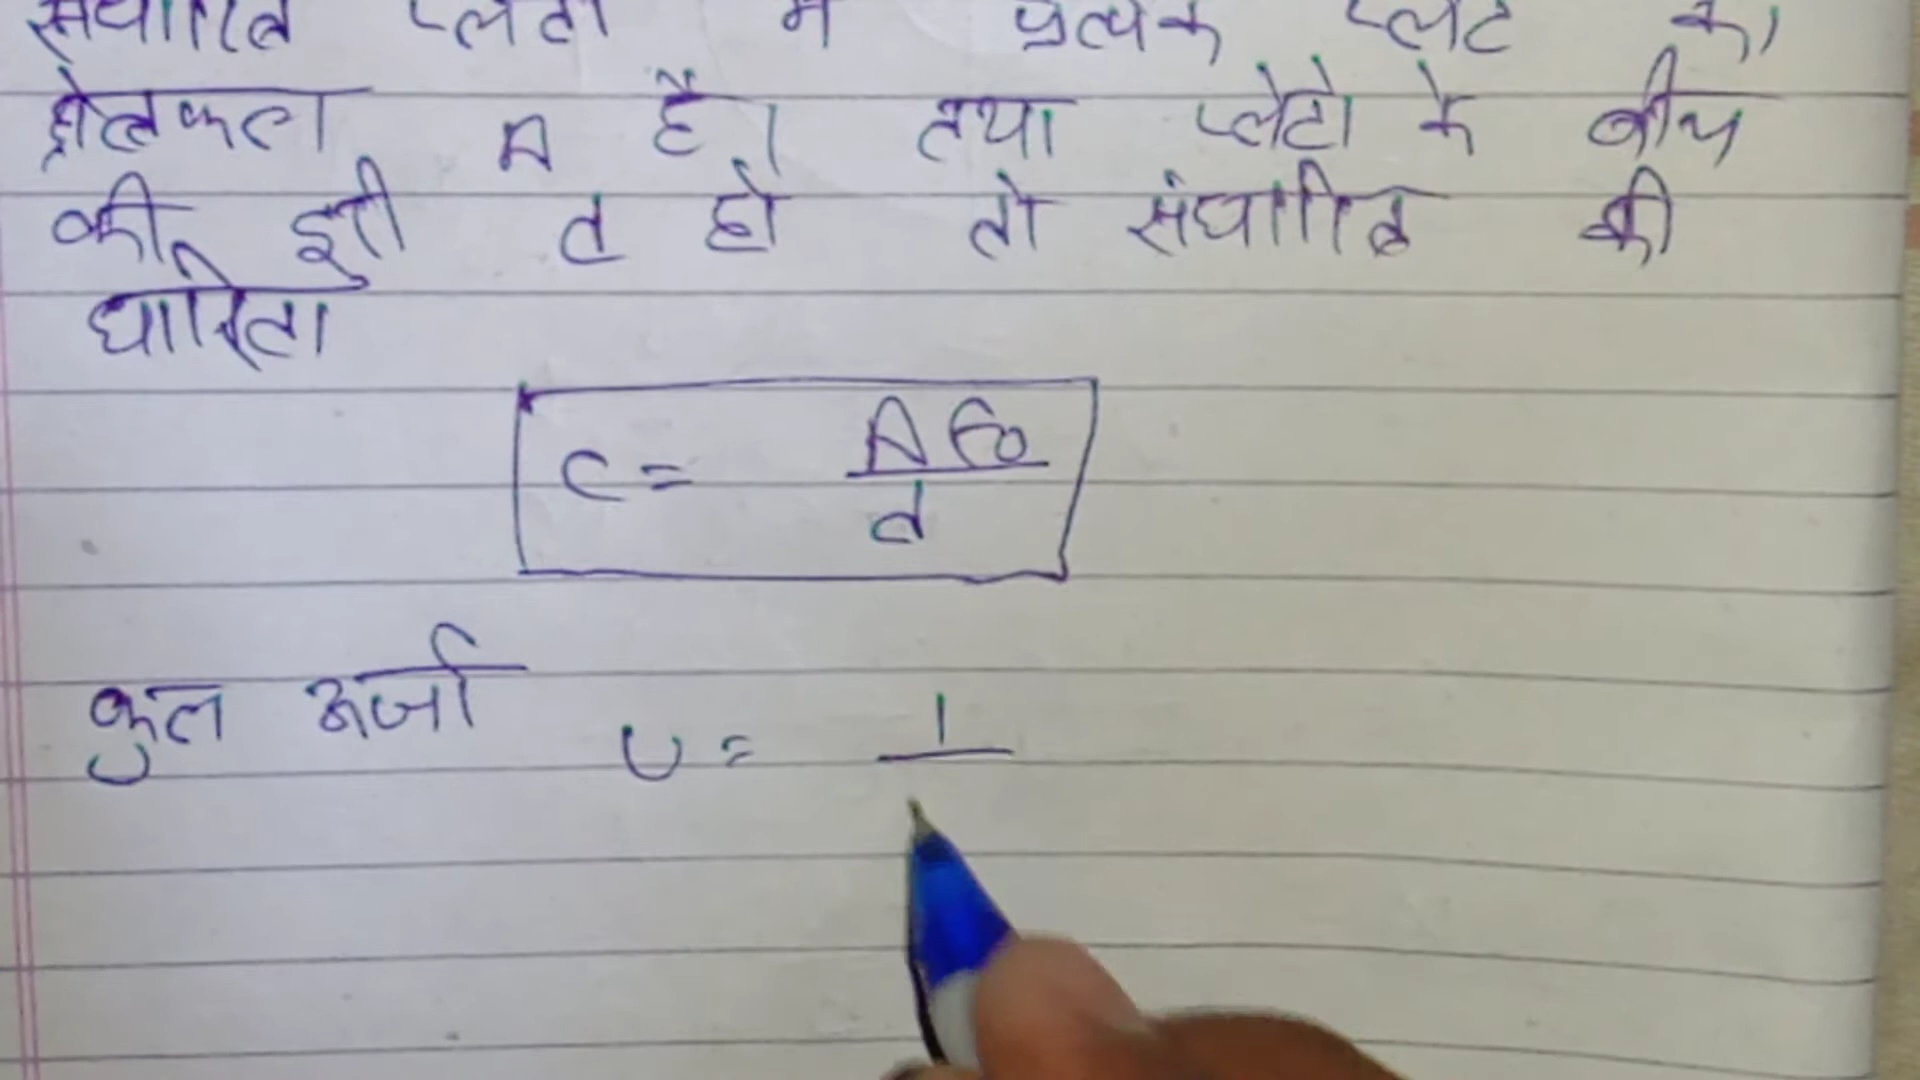 संधारित्र प्लेटों में प्रत्येक प्लेट का
क्षेत्रफल A है। तथा प्लेटो के बीच
की दूरी d हो तो संधारित्र की
धारिता
C = Aε₀/d
कुल ऊर्जा U = 1